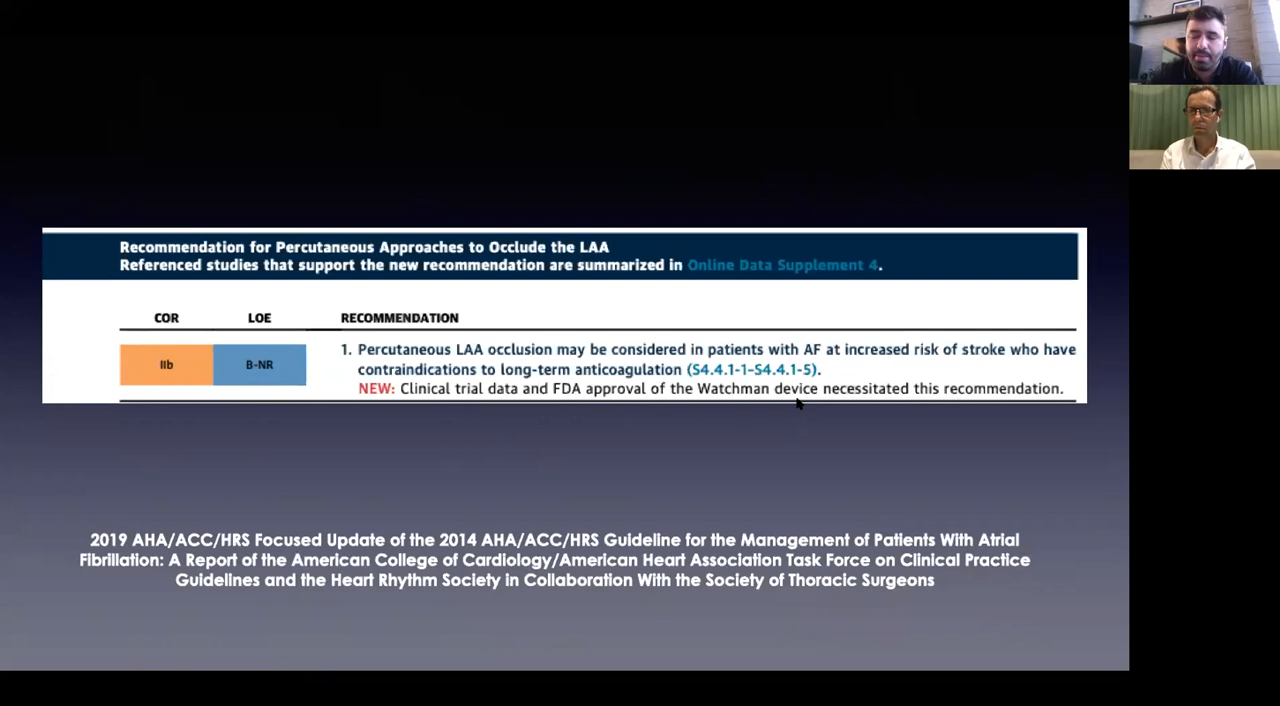 Recommendation for Percutaneous Approaches to Occlude the LAA
Referenced studies that support the new recommendation are summarized in Online Data Supplement 4.
COR LOE RECOMMENDATION
IIb B-NR 1. Percutaneous LAA occlusion may be considered in patients with AF at increased risk of stroke who have
contraindications to long-term anticoagulation (S4.4.1-1–S4.4.1-5).
NEW: Clinical trial data and FDA approval of the Watchman device necessitated this recommendation.
2019 AHA/ACC/HRS Focused Update of the 2014 AHA/ACC/HRS Guideline for the Management of Patients With Atrial
Fibrillation: A Report of the American College of Cardiology/American Heart Association Task Force on Clinical Practice
Guidelines and the Heart Rhythm Society in Collaboration With the Society of Thoracic Surgeons